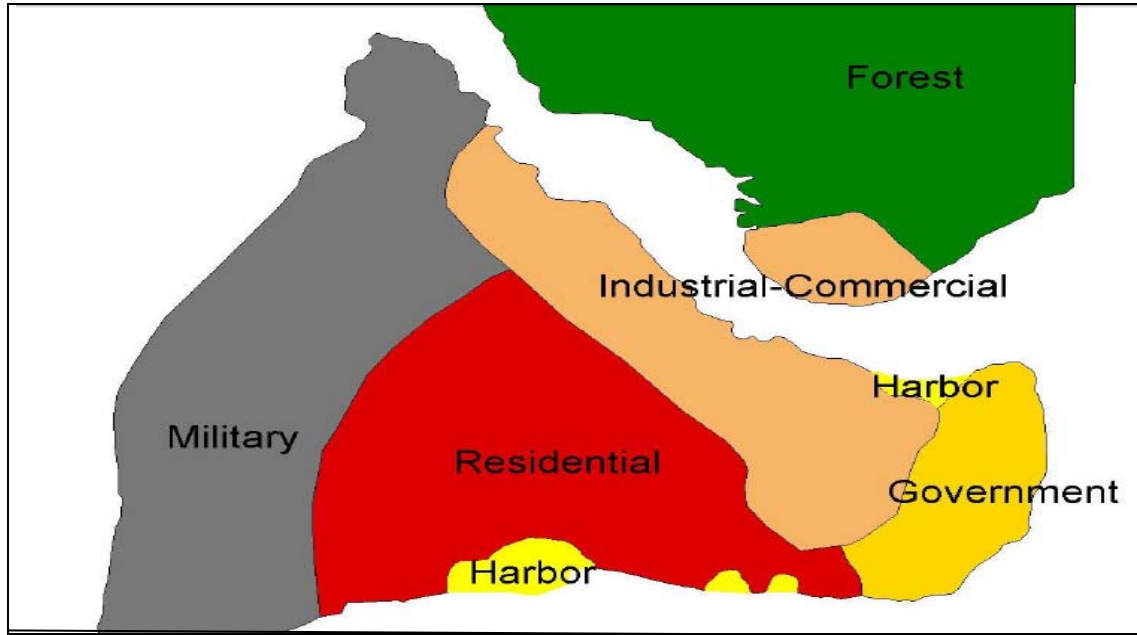 Forest
Industrial-Commercial
Harbor
Military
Residential
Government
Harbor